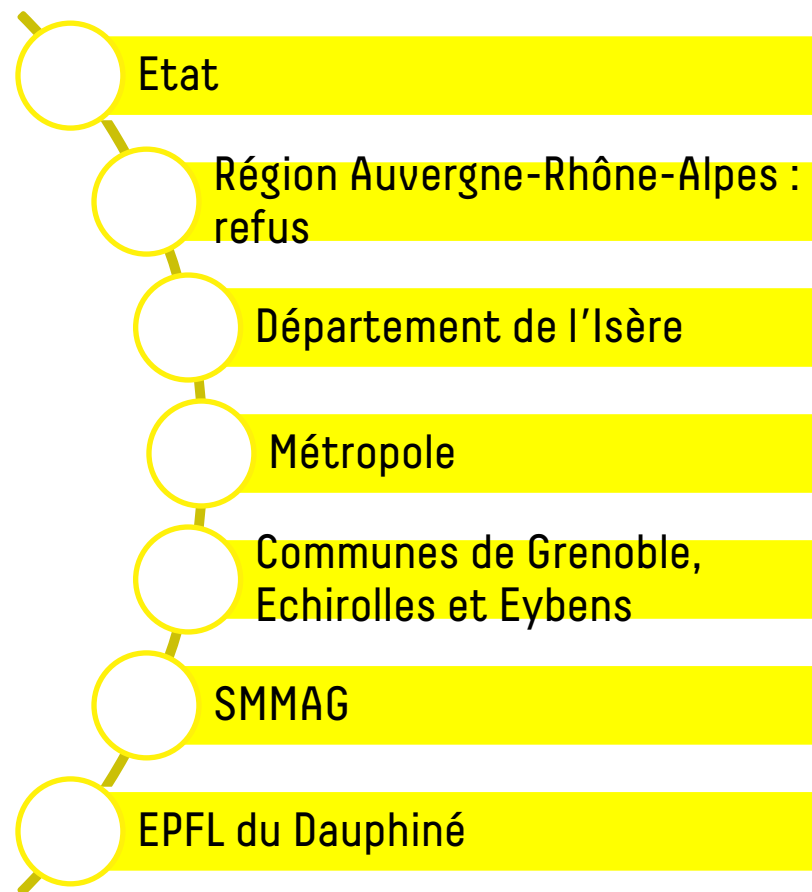 Etat
Région Auvergne-Rhône-Alpes :
refus
Département de l'Isère
Métropole
Communes de Grenoble,
Echirolles et Eybens
SMMAG
EPFL du Dauphiné